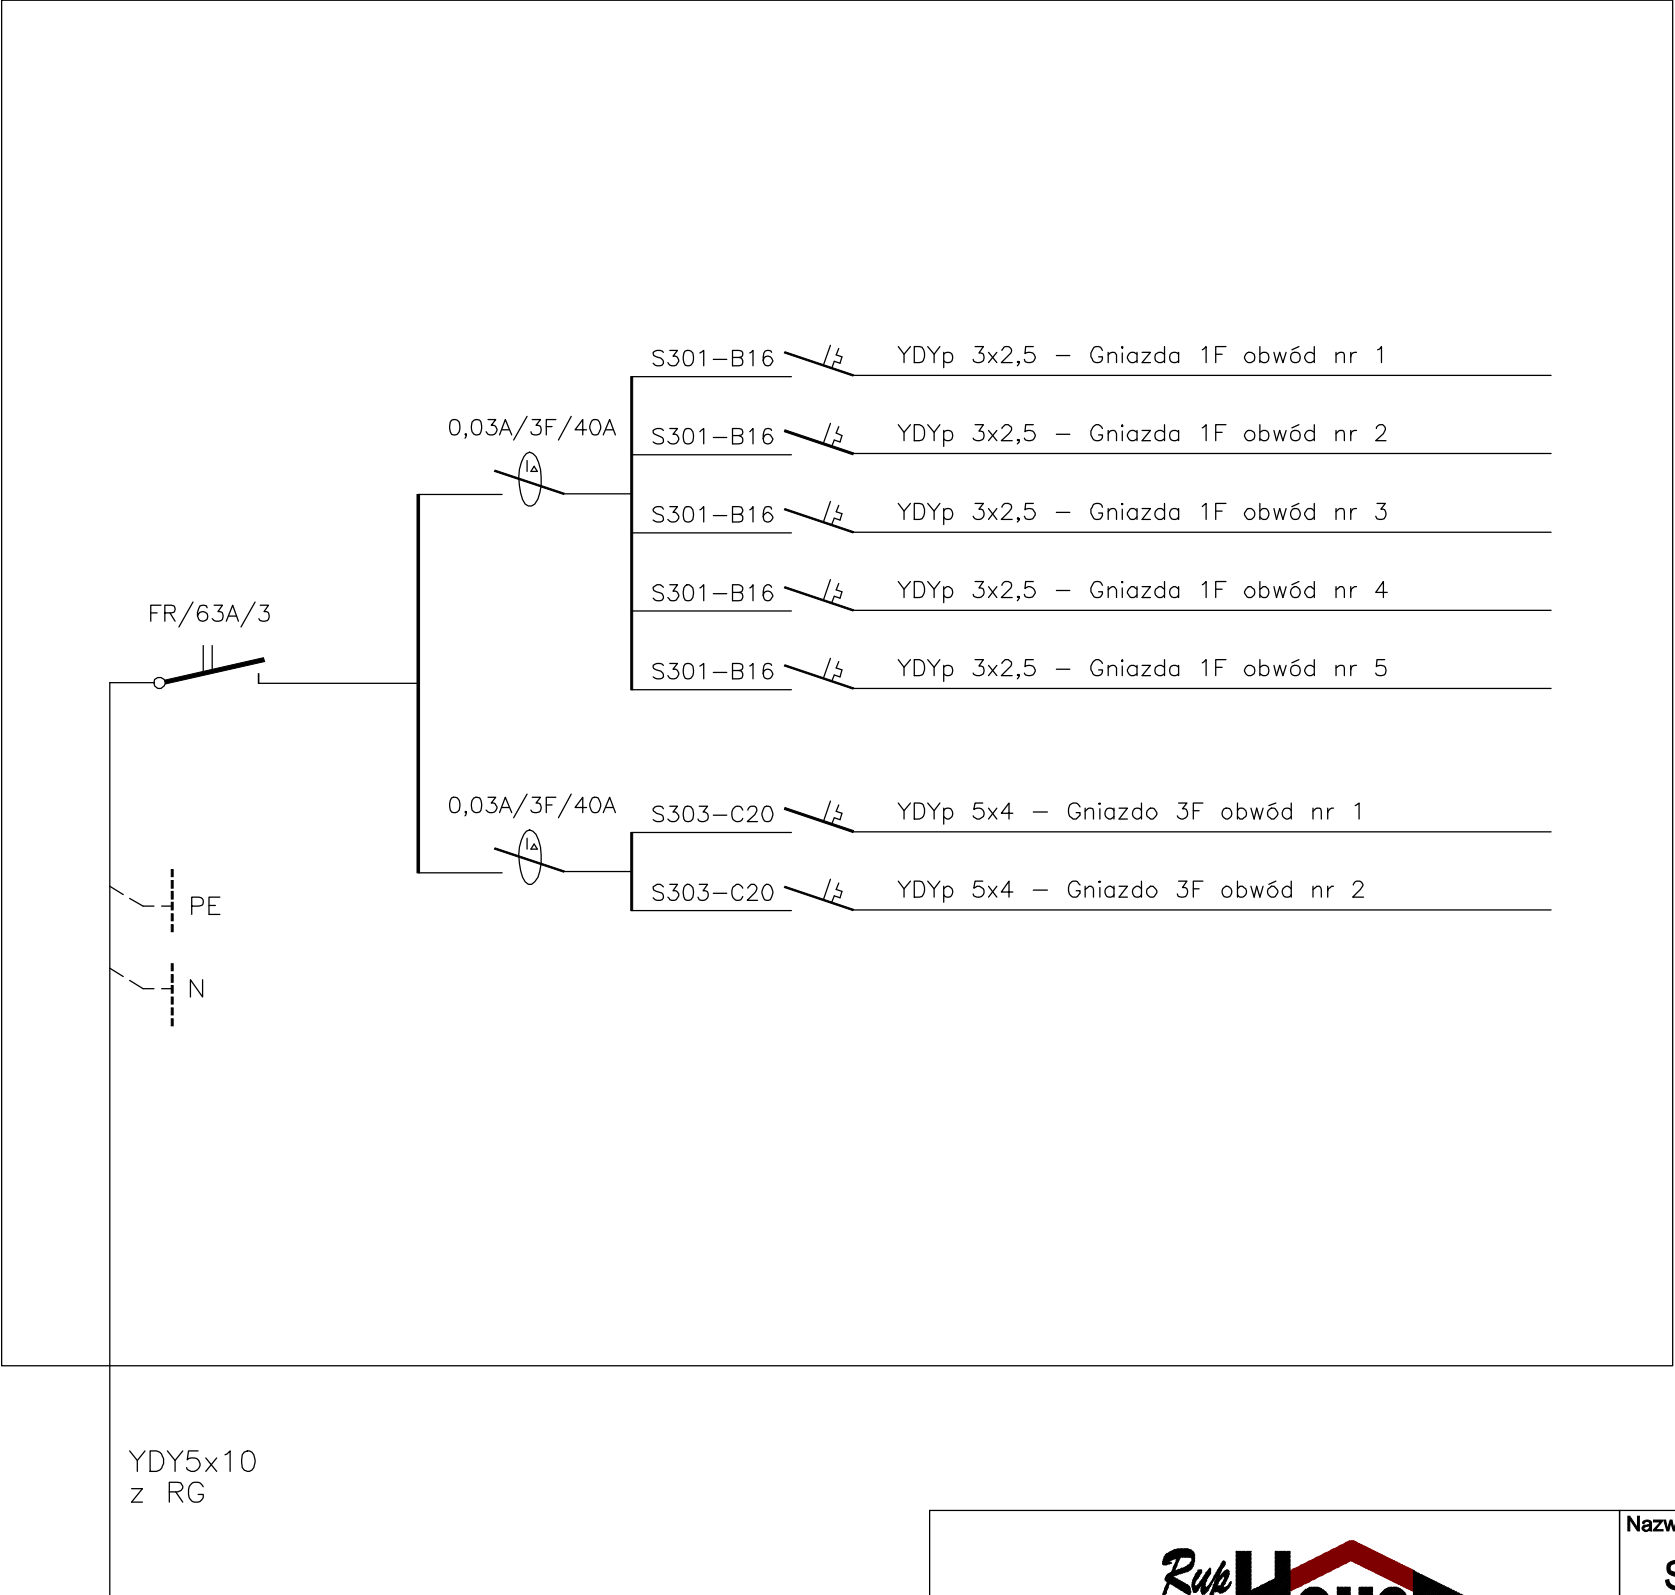 S301-B16 YDYp 3x2,5 - Gniazda 1F obwód nr 1
0,03A/3F/40A
S301-B16 YDYp 3x2,5 - Gniazda 1F obwód nr 2
S301-B16 YDYp 3x2,5 - Gniazda 1F obwód nr 3
S301-B16 YDYp 3x2,5 - Gniazda 1F obwód nr 4
FR/63A/3
S301-B16 YDYp 3x2,5 - Gniazda 1F obwód nr 5
0,03A/3F/40A
S303-C20 YDYp 5x4 - Gniazdo 3F obwód nr 1
S303-C20 YDYp 5x4 - Gniazdo 3F obwód nr 2
PE
N
YDY5x10
z RG
Rup